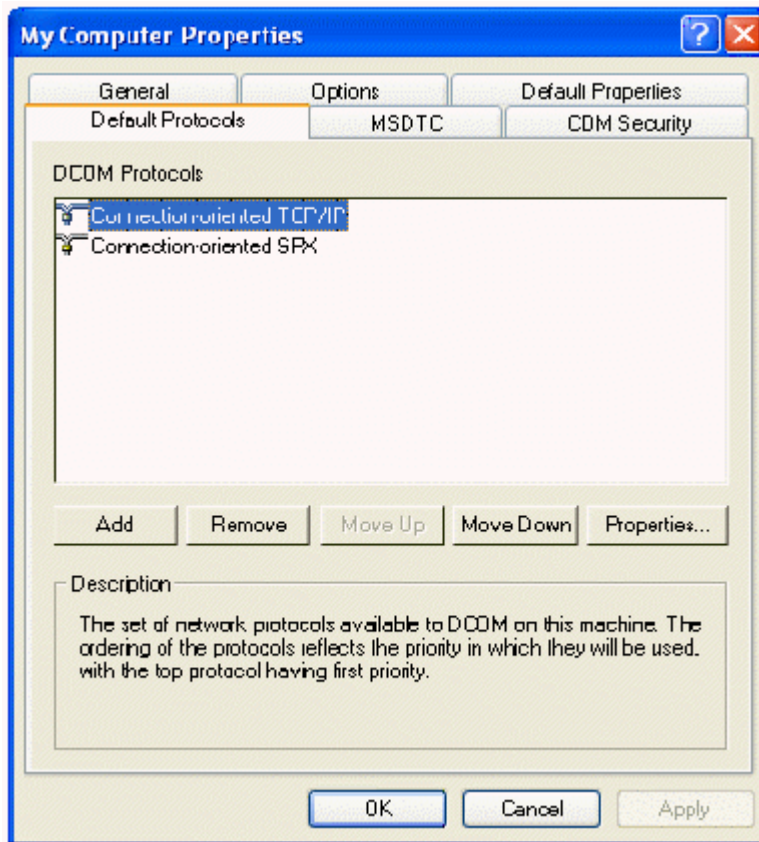 My Computer Properties
General Options Default Properties
Default Protocols MSDTC COM Security
DCOM Protocols
Connection-oriented TCP/IP
Connection-oriented SPX
Add Remove Move Up Move Down Properties...
Description
The set of network protocols available to DCOM on this machine. The
ordering of the protocols reflects the priority in which they will be used,
with the top protocol having first priority.
OK Cancel Apply